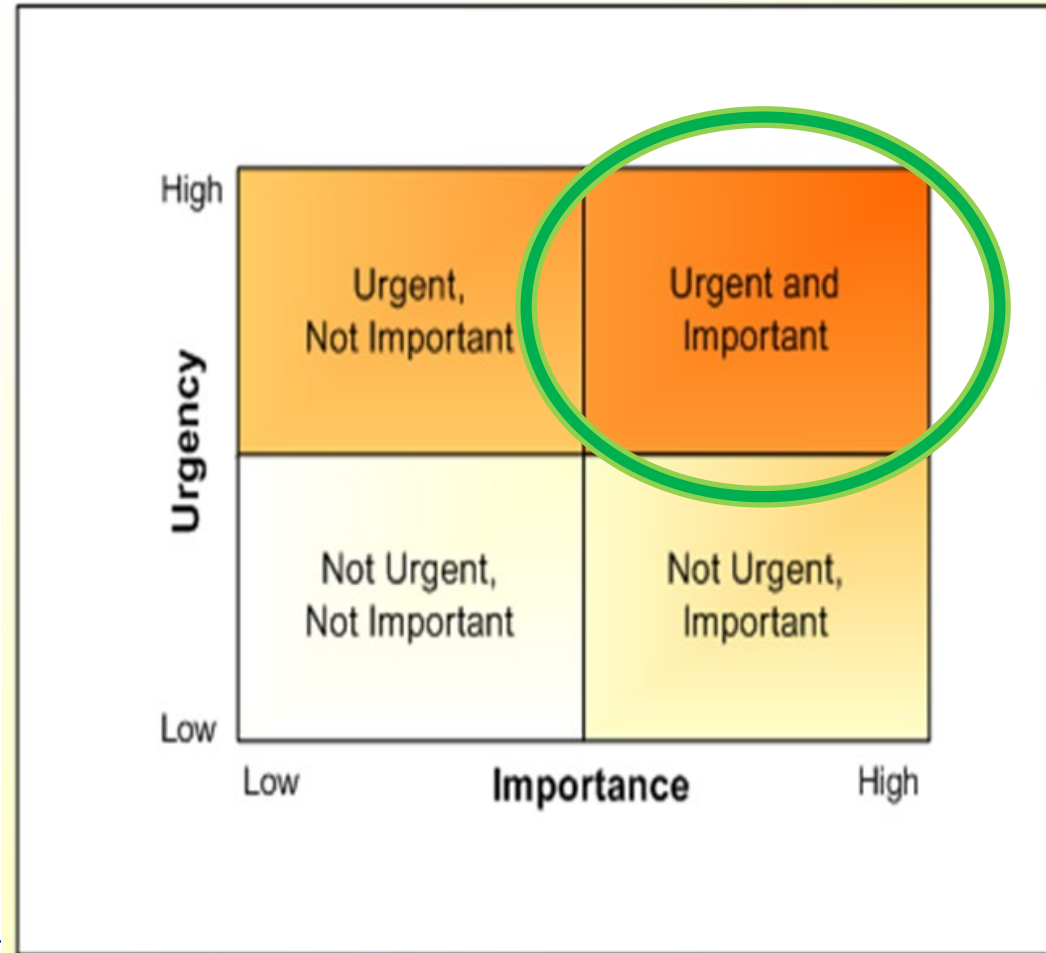 High
Urgent,
Not Important
Urgent and
Important
Urgency
Not Urgent,
Not Important
Not Urgent,
Important
Low
Low
Importance
High